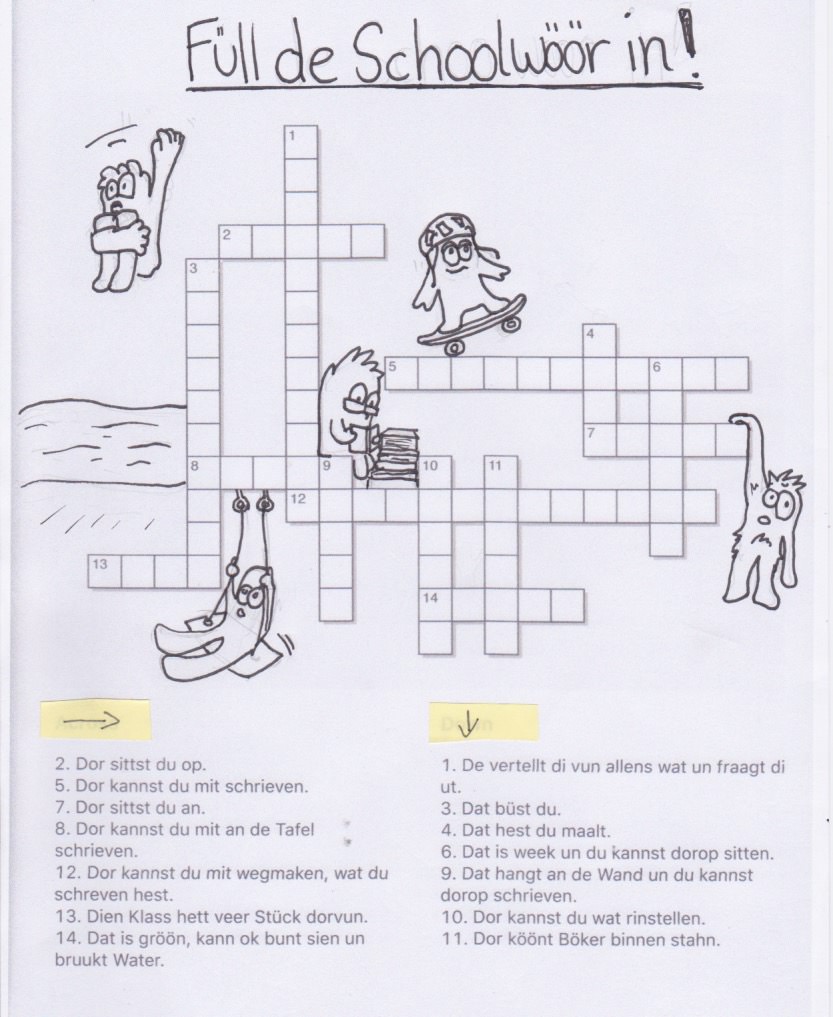 Füll de Schoolwöör in!
1
2
3
4
5
6
7
8
9
10
11
12
13
14
2. Dor sittst du op.
5. Dor kannst du mit schrieven.
7. Dor sittst du an.
8. Dor kannst du mit an de Tafel
schrieven.
12. Dor kannst du mit wegmaken, wat du
schreven hest.
13. Dien Klass hett veer Stück dorvun.
14. Dat is gröön, kann ok bunt sien un
bruukt Water.
1. De vertellt di vun allens wat un fraagt di
ut.
3. Dat büst du.
4. Dat hest du maalt.
6. Dat is week un du kannst dorop sitten.
9. Dat hangt an de Wand un du kannst
dorop schrieven.
10. Dor kannst du wat rinstellen.
11. Dor köönt Böker binnen stahn.